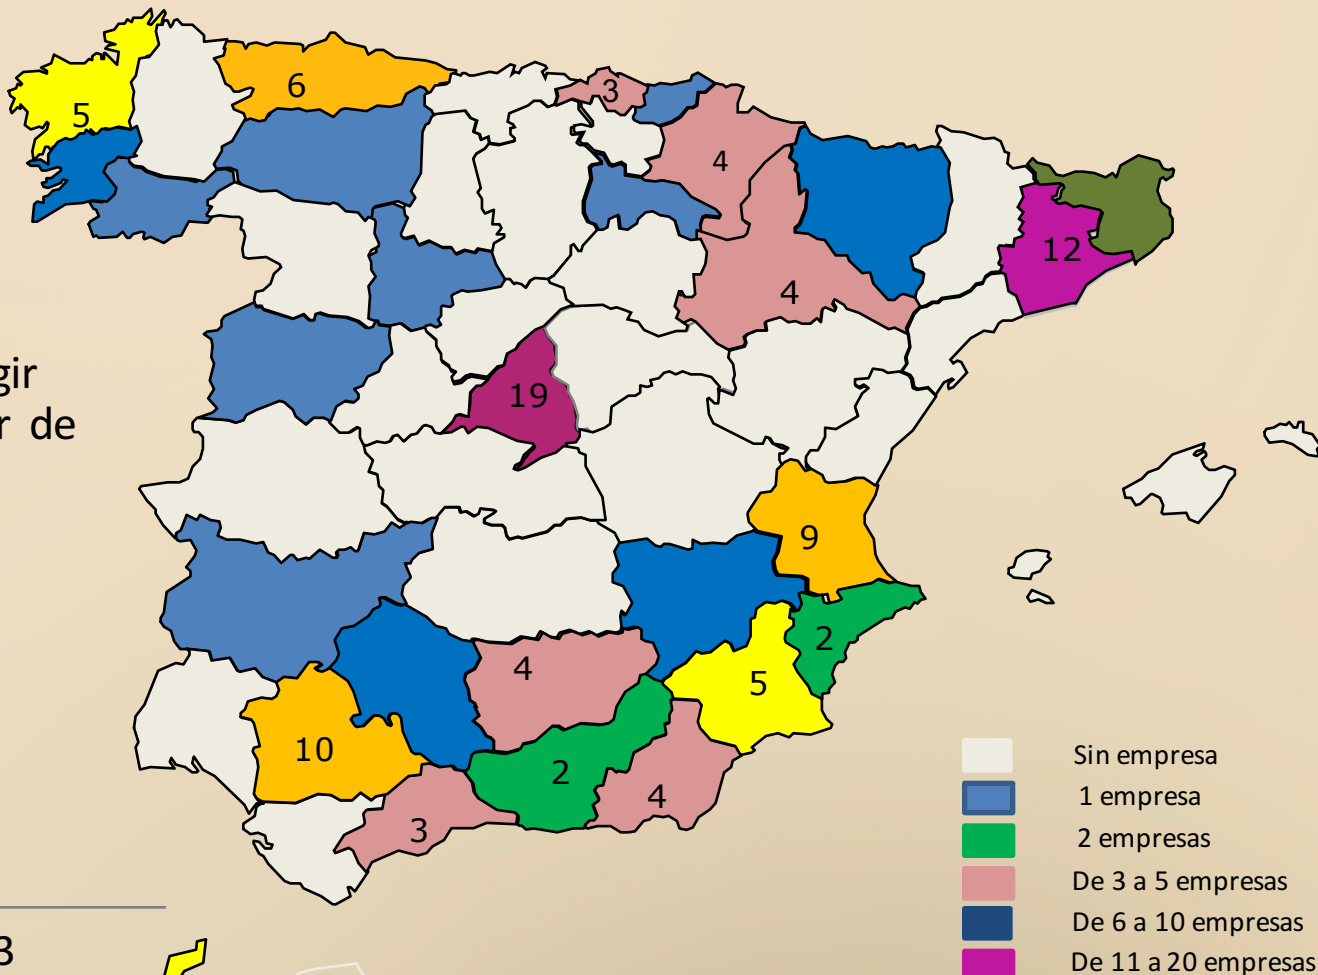 5
6
3
4
12
4
gir
r de
19
9
2
4
5
10
2
4
3
Sin empresa
1 empresa
2 empresas
De 3 a 5 empresas
De 6 a 10 empresas
De 11 a 20 empresas
3